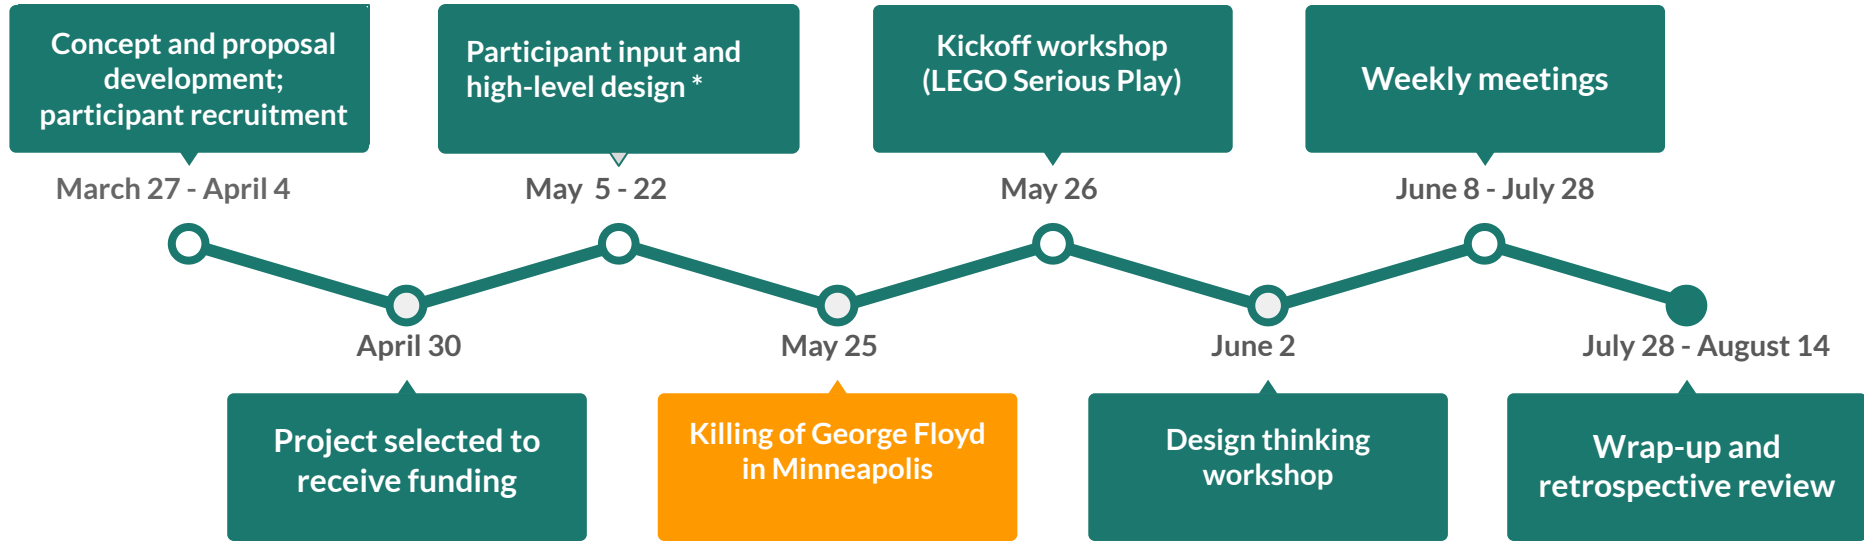 Concept and proposal
development;
participant recruitment
March 27 - April 4
Participant input and
high-level design *
May 5 - 22
Kickoff workshop
(LEGO Serious Play)
May 26
Weekly meetings
June 8 - July 28
April 30
Project selected to
receive funding
May 25
Killing of George Floyd
in Minneapolis
June 2
Design thinking
workshop
July 28 - August 14
Wrap-up and
retrospective review